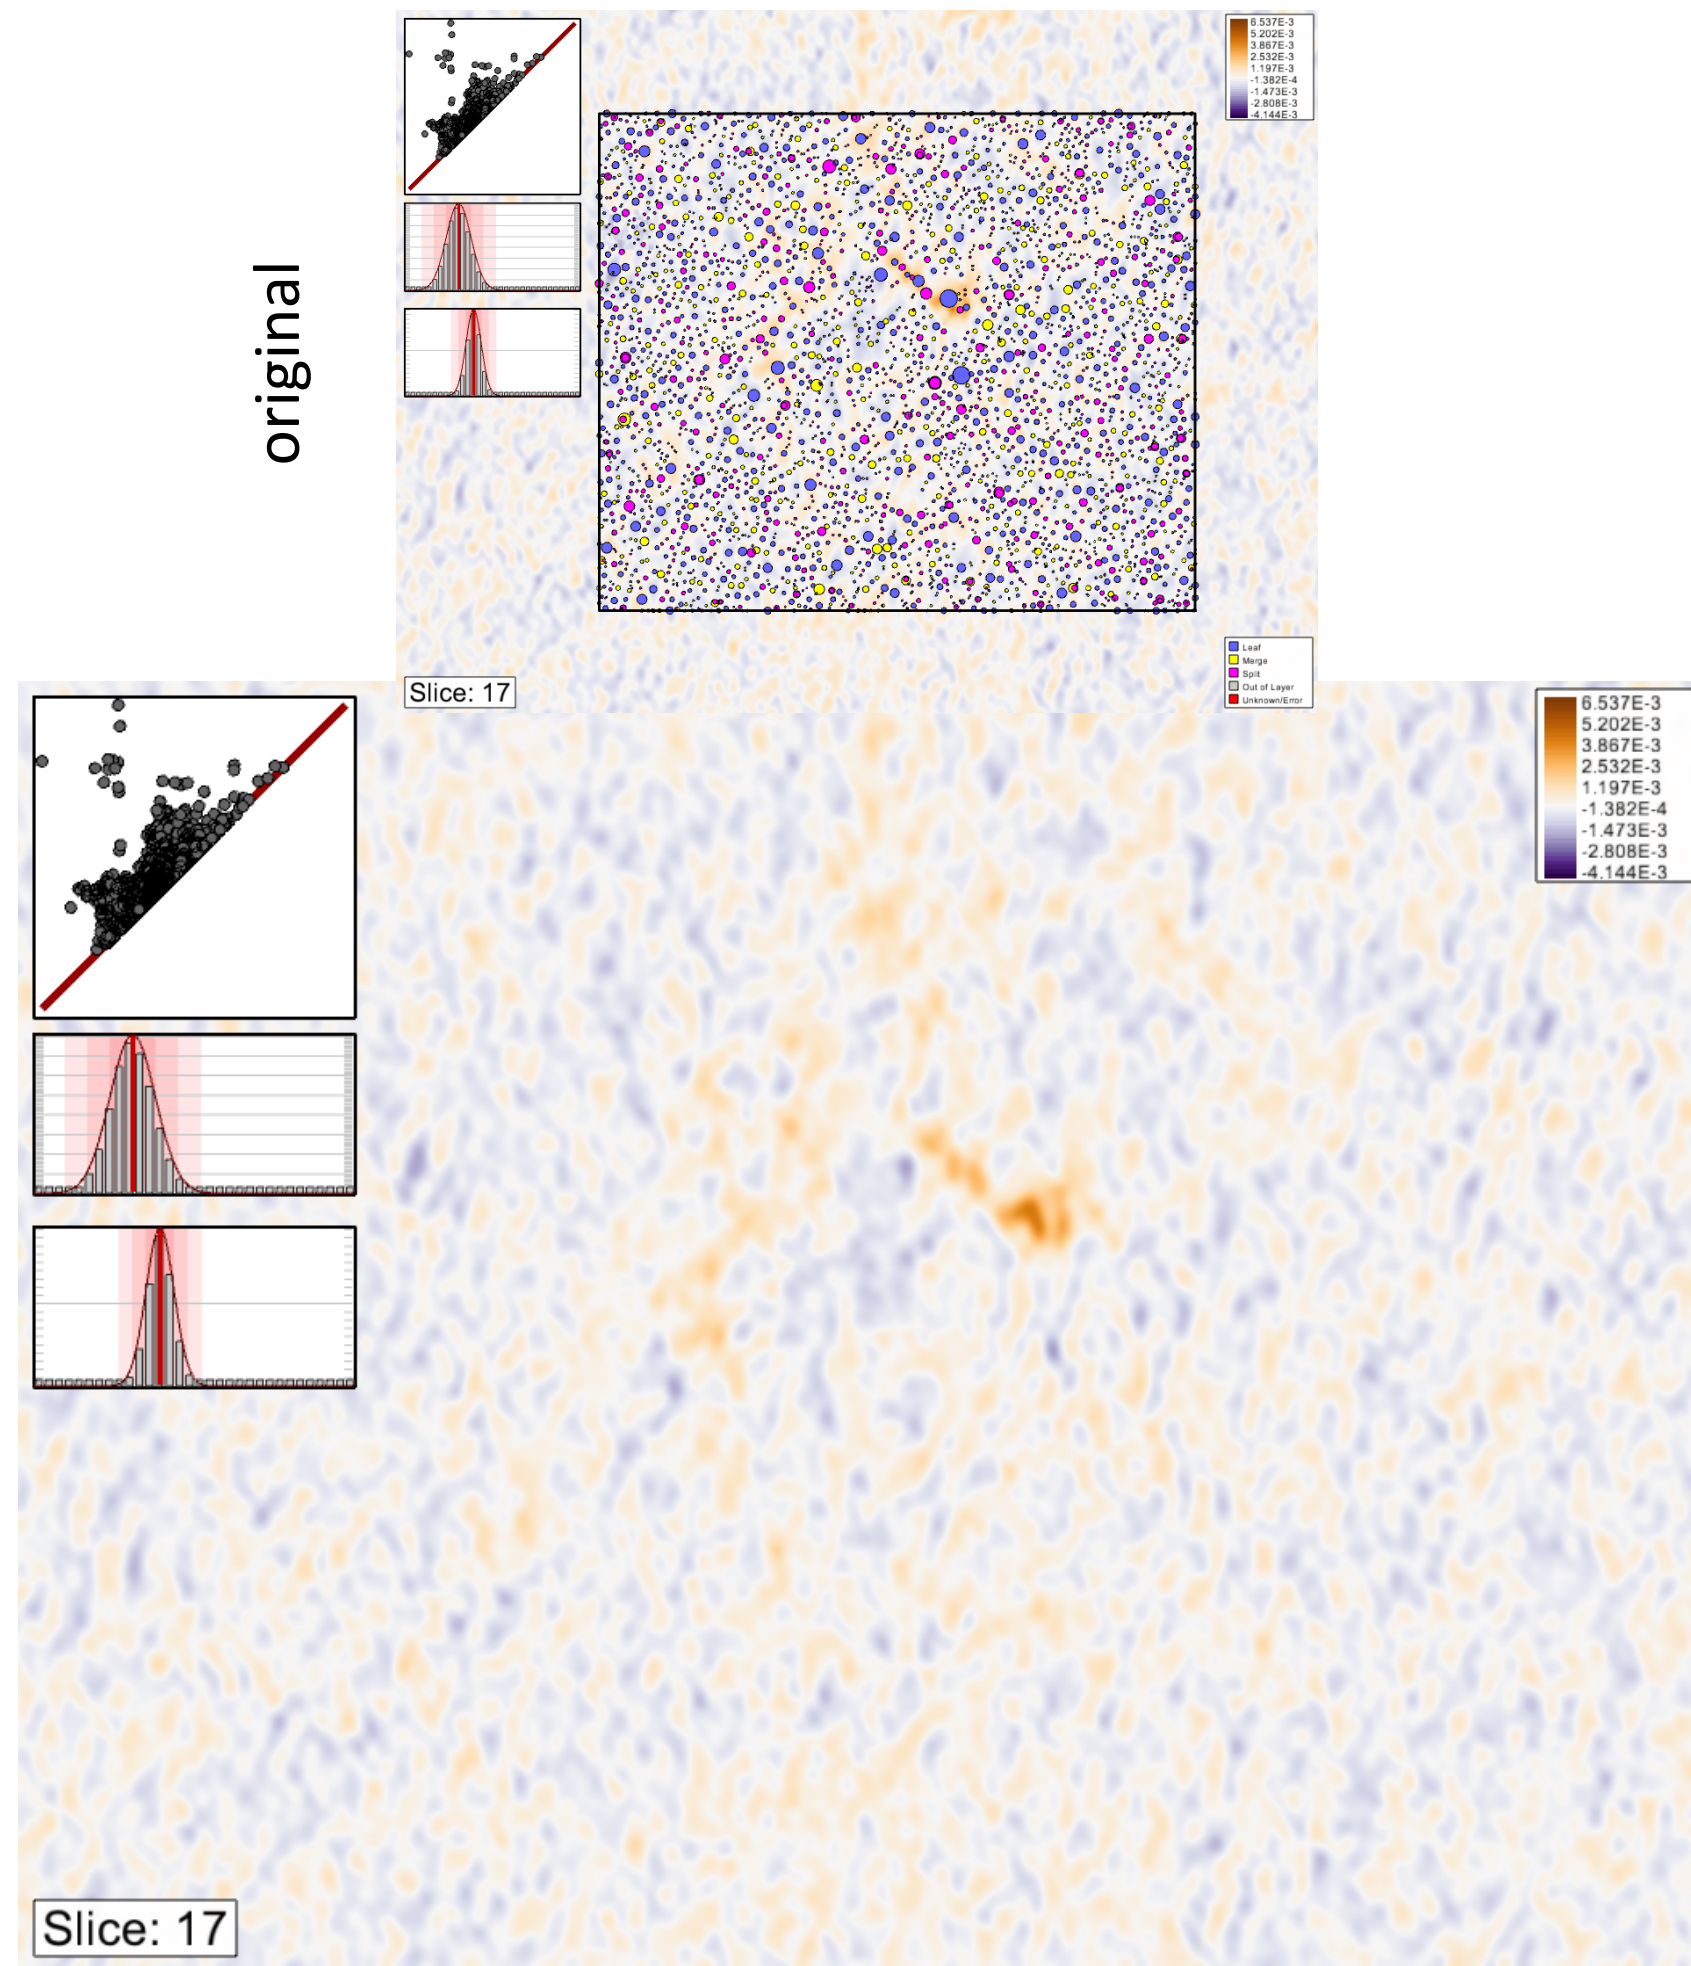 original
6.537E-3
5.202E-3
3.867E-3
2.532E-3
1.197E-3
-1.382E-4
-1.473E-3
-2.808E-3
-4.144E-3
Leaf
Merge
Split
Out of Layer
Unknown/Error
Slice: 17
6.537E-3
5.202E-3
3.867E-3
2.532E-3
1.197E-3
-1.382E-4
-1.473E-3
-2.808E-3
-4.144E-3
Slice: 17